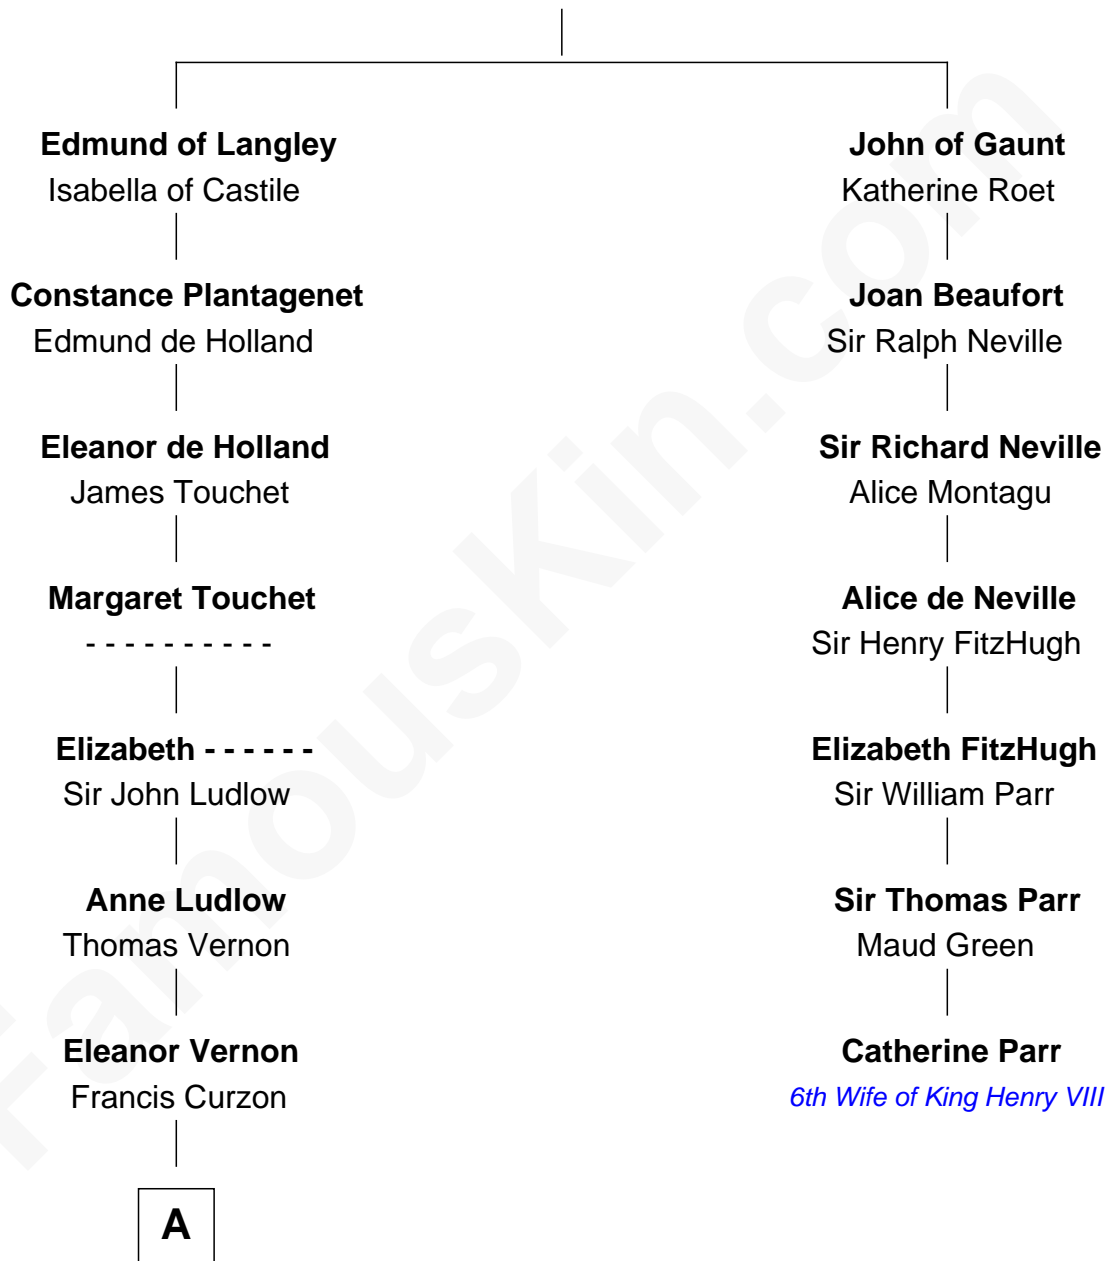 Edmund of Langley
Isabella of Castile
Constance Plantagenet
Edmund de Holland
Eleanor de Holland
James Touchet
Margaret Touchet
- - - - - - - - - -
Elizabeth - - - - - -
Sir John Ludlow
Anne Ludlow
Thomas Vernon
Eleanor Vernon
Francis Curzon
A
John of Gaunt
Katherine Roet
Joan Beaufort
Sir Ralph Neville
Sir Richard Neville
Alice Montagu
Alice de Neville
Sir Henry FitzHugh
Elizabeth FitzHugh
Sir William Parr
Sir Thomas Parr
Maud Green
Catherine Parr
6th Wife of King Henry VIII
FamousKin.com